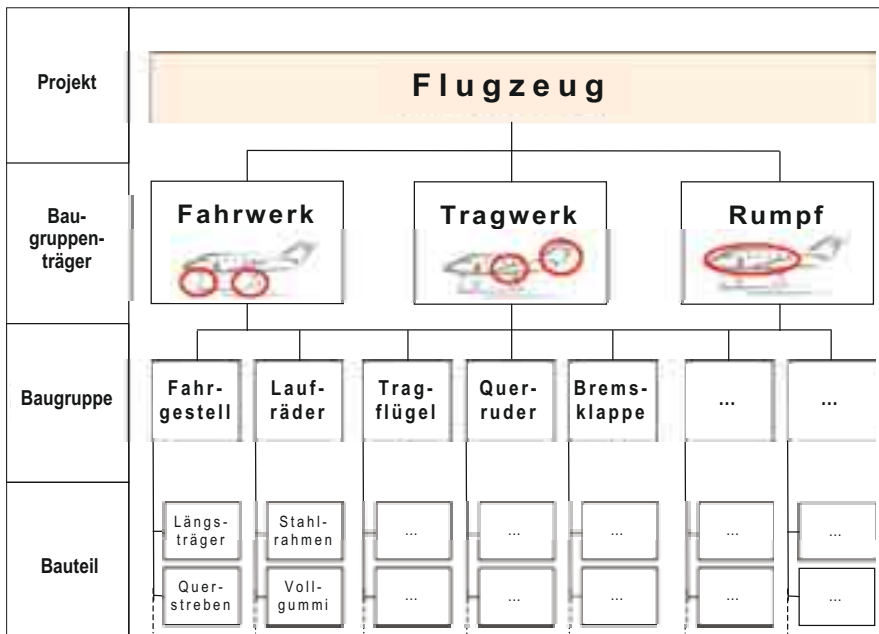 Projekt
Flugzeug
Bau-
gruppen-
träger
Fahrwerk
Tragwerk
Rumpf
Baugruppe
Fahr-
gestell
Lauf-
räder
Trag-
flügel
Quer-
ruder
Brems-
klappe
...
...
Bauteil
Längs-
träger
Stahl-
rahmen
...
...
...
...
...
Quer-
streben
Voll-
gummi
...
...
...
...
...